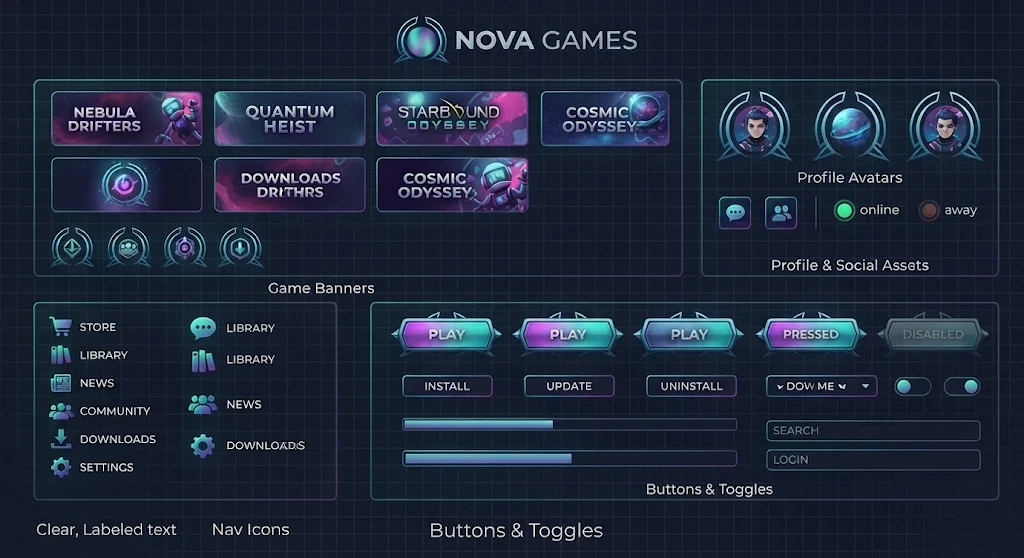 NOVA GAMES
NEBULA
DRIFTERS
QUANTUM
HEIST
STARBOUND
ODYSSEY
COSMIC
ODYSSEY
DOWNLOADS
COSMIC
ODYSSEY
Game Banners
Profile Avatars
online
away
Profile & Social Assets
STORE
LIBRARY
NEWS
COMMUNITY
DOWNLOADS
SETTINGS
LIBRARY
LIBRARY
NEWS
DOWNLOADS
PLAY
PLAY
PLAY
PRESSED
DISABLED
INSTALL
UPDATE
UNINSTALL
DOW ME
SEARCH
LOGIN
Buttons & Toggles
Clear, Labeled text
Nav Icons
Buttons & Toggles